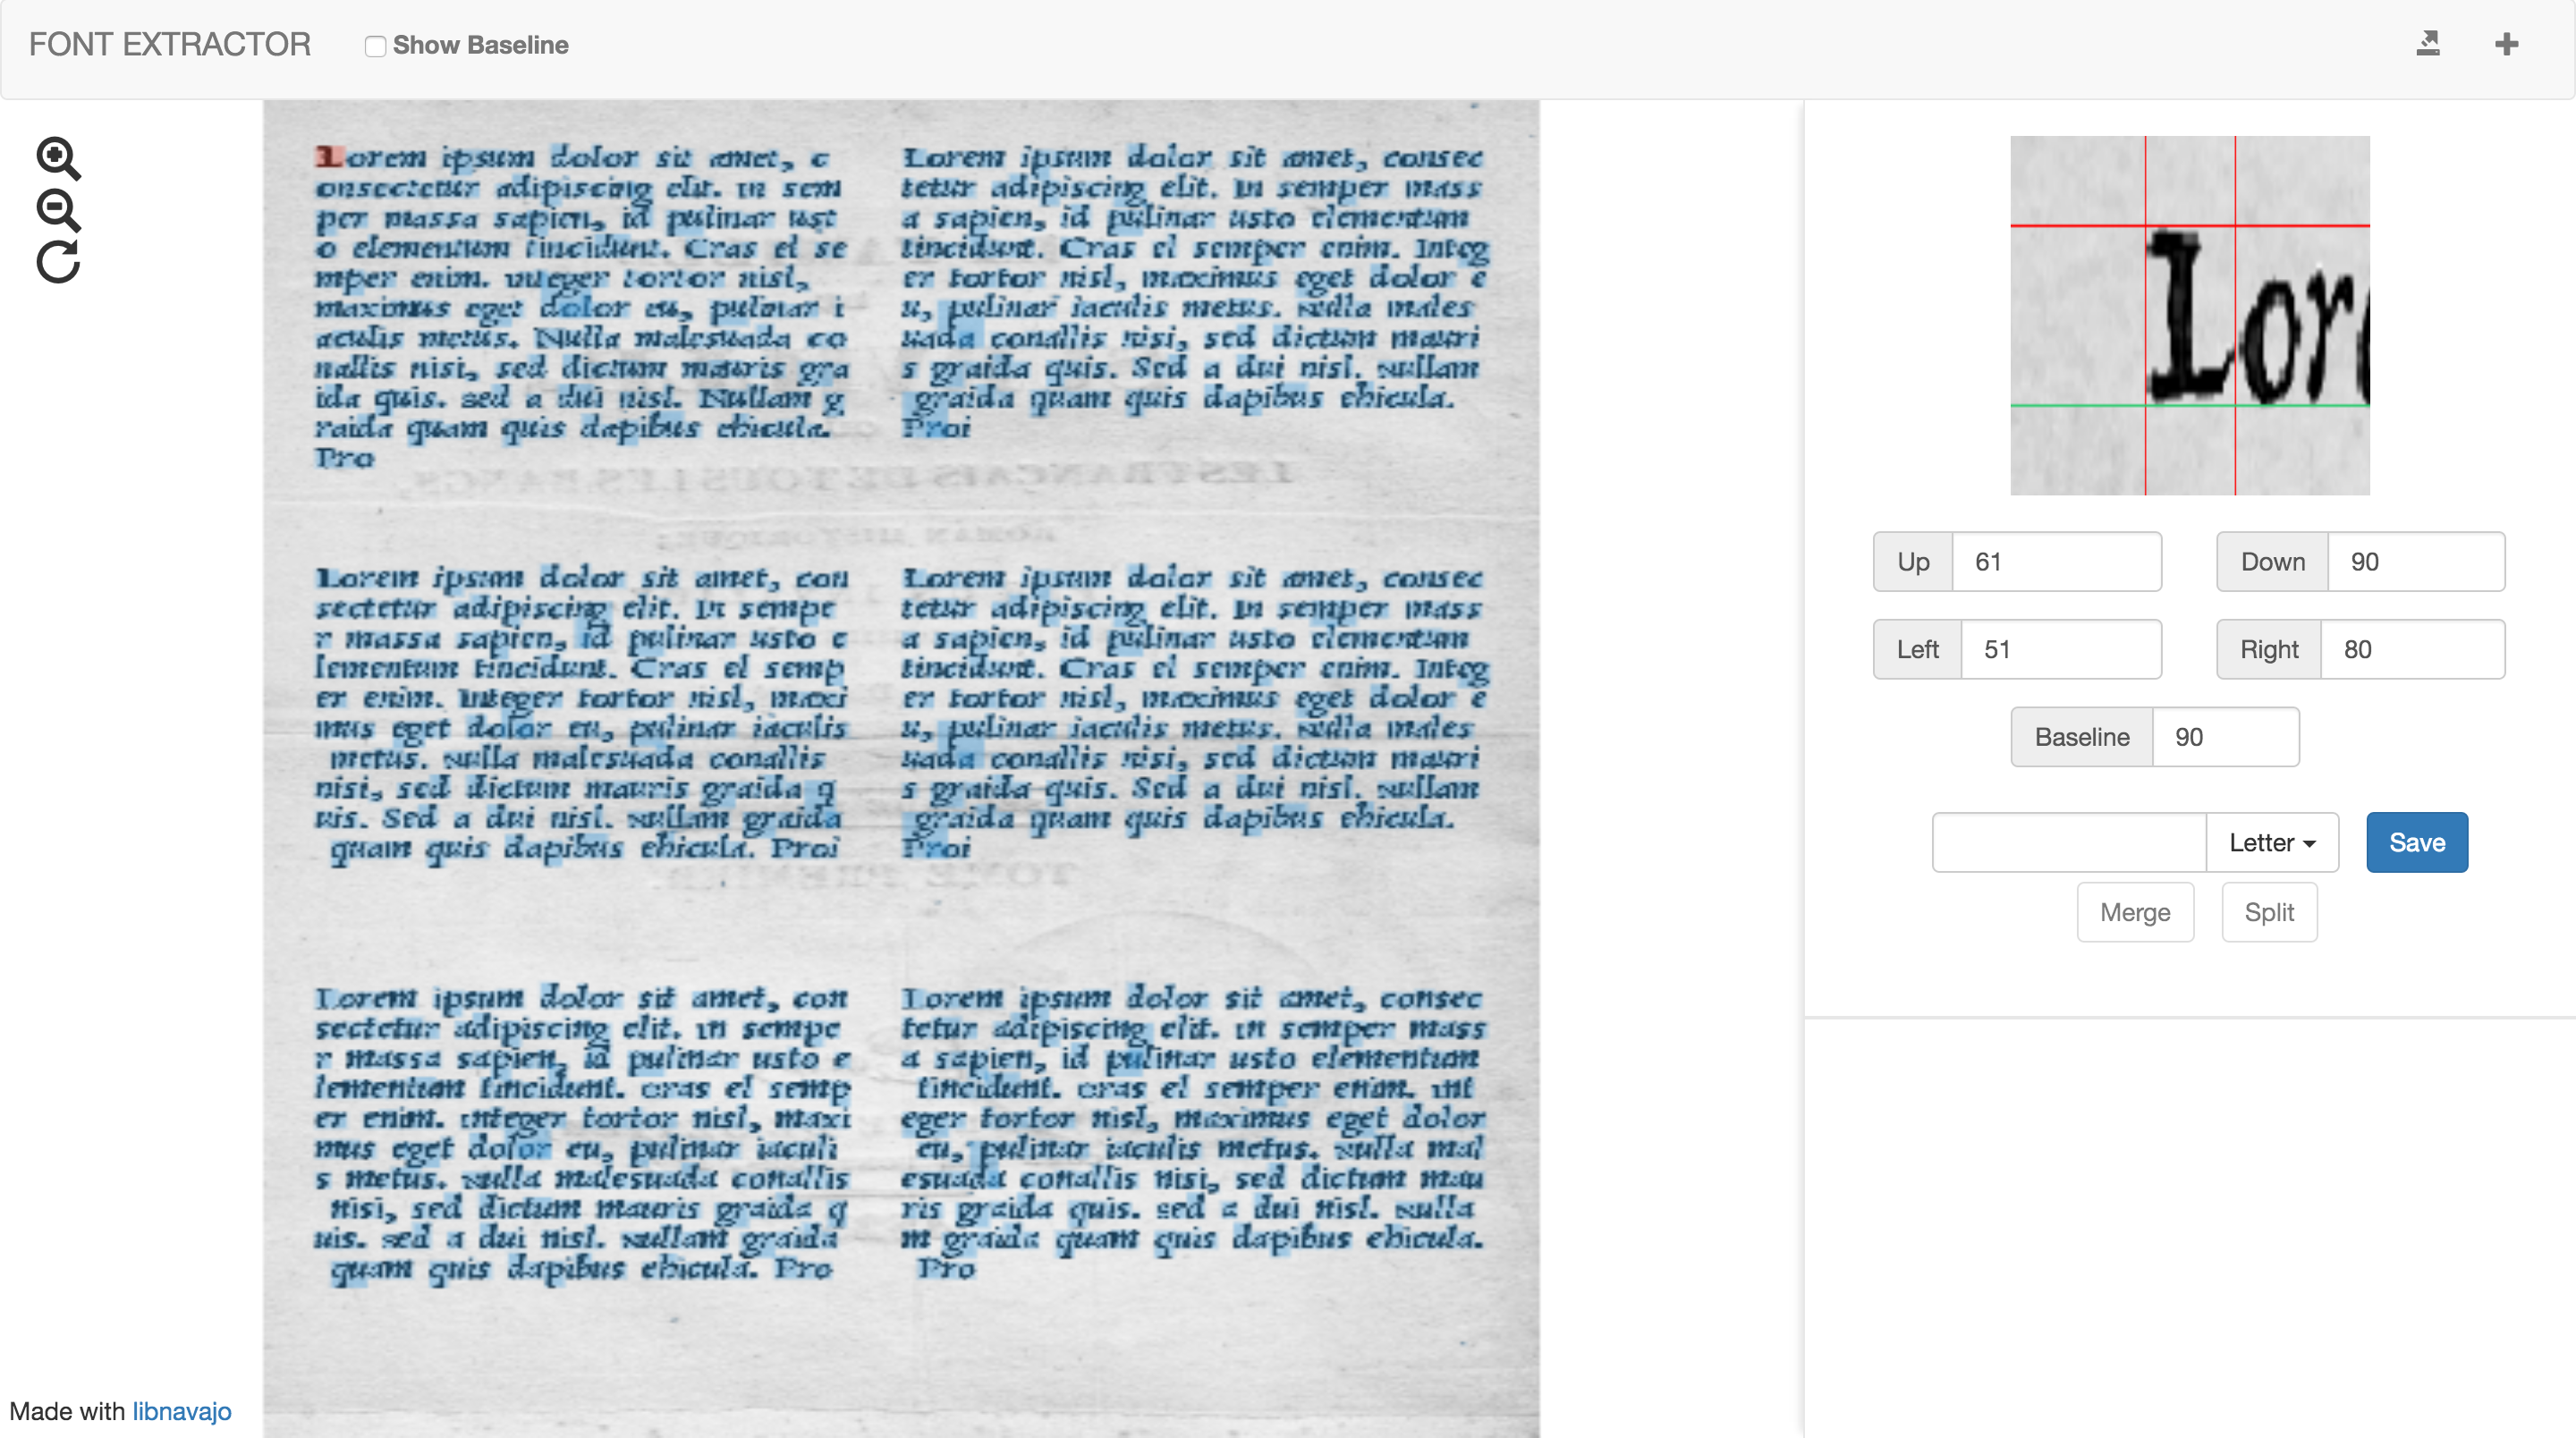 FONT EXTRACTOR
Show Baseline
Lorem ipsum dolor sit amet, c
onsectetur adipiscing elit. In sem
per massa sapien, id pulinar ust
o elementum tincidunt. Cras el se
mper enim. Integer tortor nisl,
maximus eget dolor eu, pulinar i
aculis metus. Nulla malesuada co
nallis nisi, sed dictum mauris gra
ida quis. Sed a dui nisl. Nullam g
raida quam quis dapibus ehicula.
Pro
Lorem ipsum dolor sit amet, consec
tetur adipiscing elit. In semper mass
a sapien, id pulinar usto elementum
tincidunt. Cras el semper enim. Integ
er tortor nisl, maximus eget dolor e
u, pulinar iaculis metus. Nulla males
uada conallis nisi, sed dictum mauri
s graida quis. Sed a dui nisl. Nullam
graida quam quis dapibus ehicula.
Proi
Lorem ipsum dolor sit amet, con
sectetur adipiscing elit. In sempe
r massa sapien, id pulinar usto e
lementum tincidunt. Cras el semp
er enim. Integer tortor nisl, maxi
mus eget dolor eu, pulinar iaculis
metus. Nulla malesuada conallis
nisi, sed dictum mauris graida q
uis. Sed a dui nisl. Nullam graida
quam quis dapibus ehicula. Proi
Lorem ipsum dolor sit amet, consec
tetur adipiscing elit. In semper mass
a sapien, id pulinar usto elementum
tincidunt. Cras el semper enim. Integ
er tortor nisl, maximus eget dolor e
u, pulinar iaculis metus. Nulla males
uada conallis nisi, sed dictum mauri
s graida quis. Sed a dui nisl. Nullam
graida quam quis dapibus ehicula.
Proi
Lorem ipsum dolor sit amet, con
sectetur adipiscing elit. In sempe
r massa sapien, id pulinar usto e
lementum tincidunt. Cras el semp
er enim. Integer tortor nisl, maxi
mus eget dolor eu, pulinar iaculi
s metus. Nulla malesuada conallis
nisi, sed dictum mauris graida q
uis. Sed a dui nisl. Nullam graida
quam quis dapibus ehicula. Pro
Lorem ipsum dolor sit amet, consec
tetur adipiscing elit. In semper mass
a sapien, id pulinar usto elementum
tincidunt. Cras el semper enim. Int
eger tortor nisl, maximus eget dolor
eu, pulinar iaculis metus. Nulla mal
esuada conallis nisi, sed dictum mau
ris graida quis. Sed a dui nisl. Nulla
m graida quam quis dapibus ehicula.
Pro
Lor
Up 61
Down 90
Left 51
Right 80
Baseline 90
Letter
Save
Merge
Split
Made with libnavajo